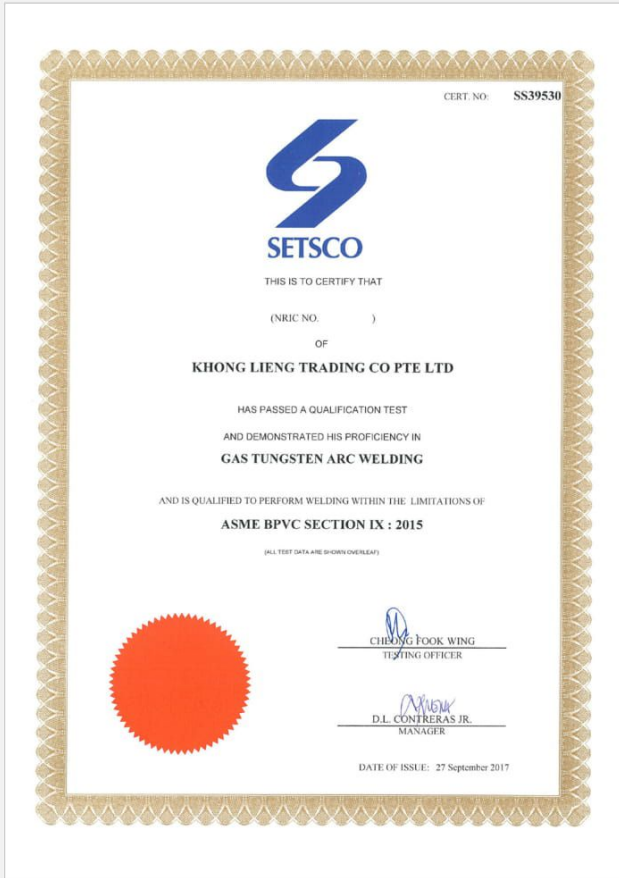 CERT. NO: SS39530
SETSCO
THIS IS TO CERTIFY THAT
(NRIC NO. )
OF
KHONG LIENG TRADING CO PTE LTD
HAS PASSED A QUALIFICATION TEST
AND DEMONSTRATED HIS PROFICIENCY IN
GAS TUNGSTEN ARC WELDING
AND IS QUALIFIED TO PERFORM WELDING WITHIN THE LIMITATIONS OF
ASME BPVC SECTION IX : 2015
(ALL TEST DATA ARE SHOWN OVERLEAF)
CHEONG FOOK WING
TESTING OFFICER
D.L. CONTRERAS JR.
MANAGER
DATE OF ISSUE: 27 September 2017